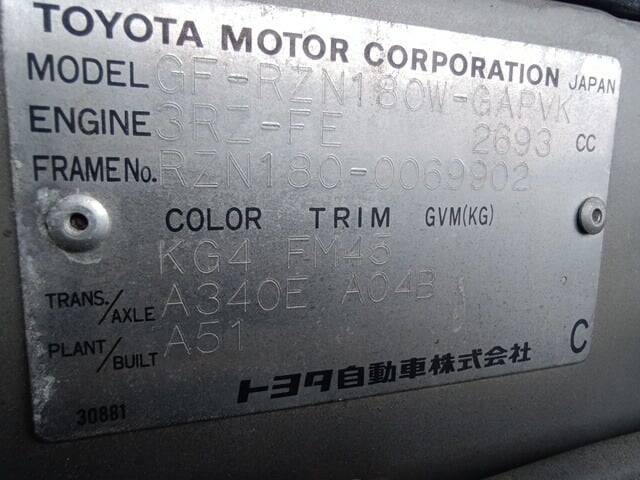 TOYOTA MOTOR CORPORATION JAPAN
MODEL GF-RZN180W-GAPVK
ENGINE 3RZ-FE 2693 CC
FRAME No. RZN180-0069902
COLOR TRIM GVM(KG)
KG4 FM45
TRANS./AXLE A340E A04B
PLANT/BUILT A51
C
トヨタ自動車株式会社
30881